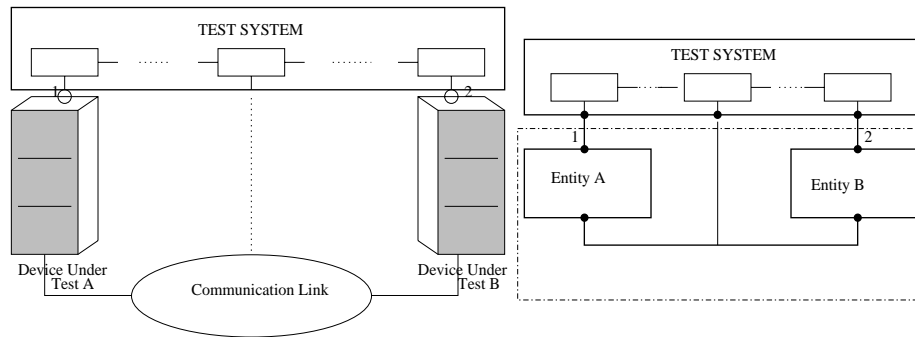 TEST SYSTEM
1
2
Device Under
Test A
Communication Link
Device Under
Test B
TEST SYSTEM
1
2
Entity A
Entity B